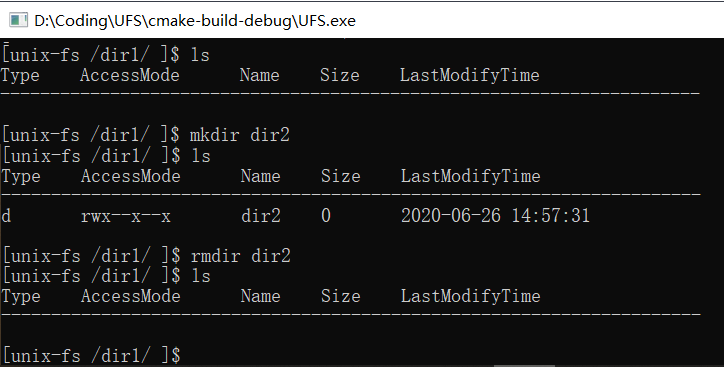 D:\Coding\UFS\cmake-build-debug\UFS.exe
[unix-fs /dir1/ ]$ ls
Type    AccessMode      Name    Size    LastModifyTime
----------------------------------------------------------------------
[unix-fs /dir1/ ]$ mkdir dir2
[unix-fs /dir1/ ]$ ls
Type    AccessMode      Name    Size    LastModifyTime
----------------------------------------------------------------------
d       rwx--x--x       dir2    0       2020-06-26 14:57:31
[unix-fs /dir1/ ]$ rmdir dir2
[unix-fs /dir1/ ]$ ls
Type    AccessMode      Name    Size    LastModifyTime
----------------------------------------------------------------------
[unix-fs /dir1/ ]$